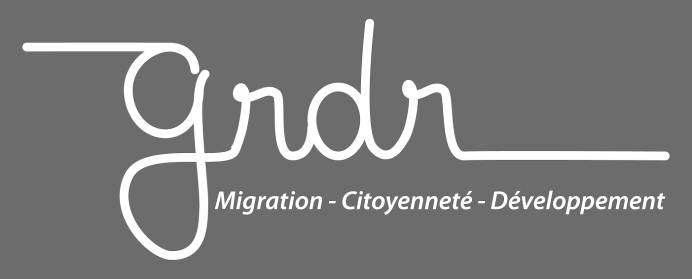 grdr
Migration - Citoyenneté - Développement